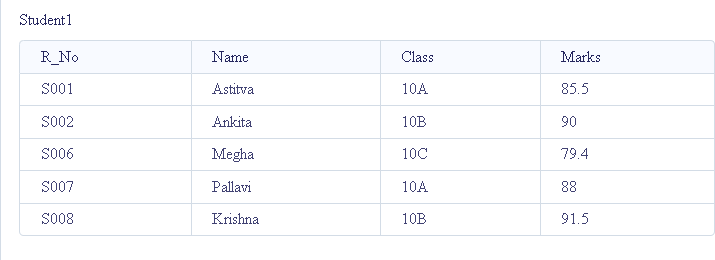 Student1
R_No Name Class Marks
S001 Astitva 10A 85.5
S002 Ankita 10B 90
S006 Megha 10C 79.4
S007 Pallavi 10A 88
S008 Krishna 10B 91.5